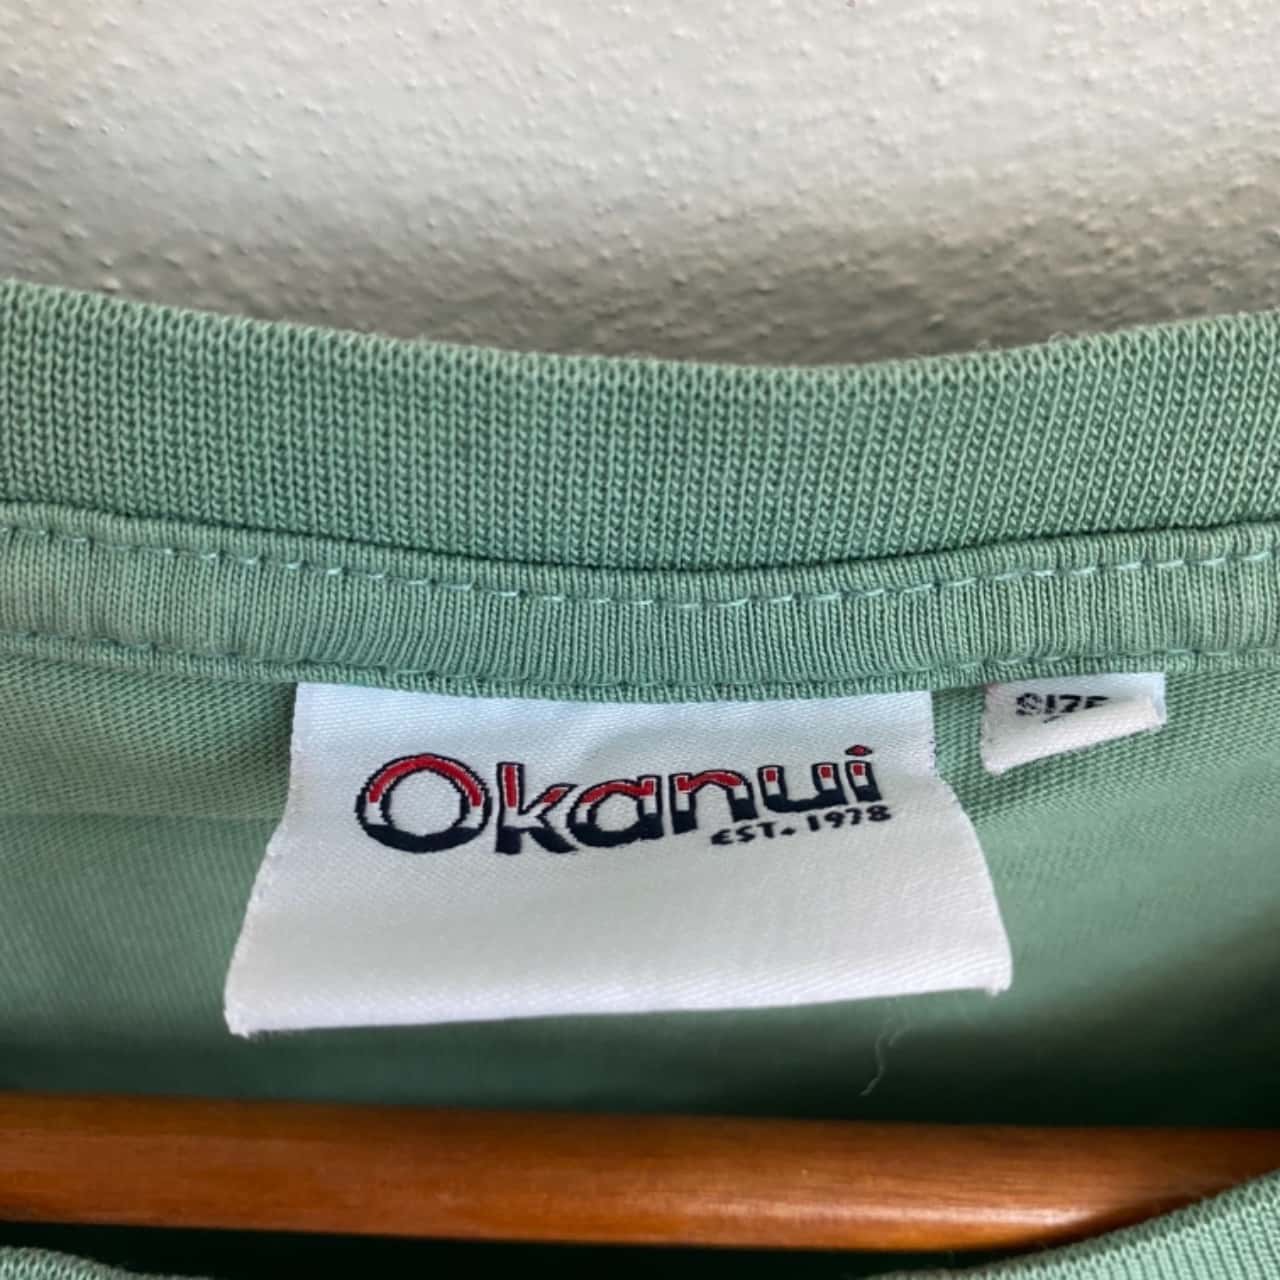 Okanui
EST. 1978
SIZE